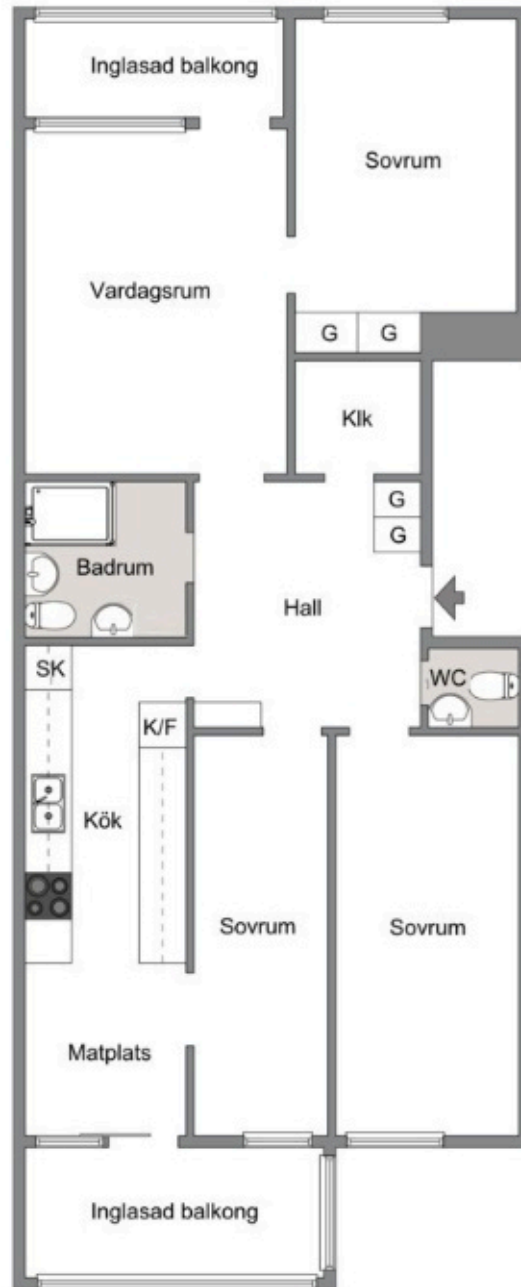 Inglasad balkong
Sovrum
Vardagsrum
G G
Klk
G
G
Badrum
Hall
SK
WC
K/F
Kök
Sovrum
Sovrum
Matplats
Inglasad balkong